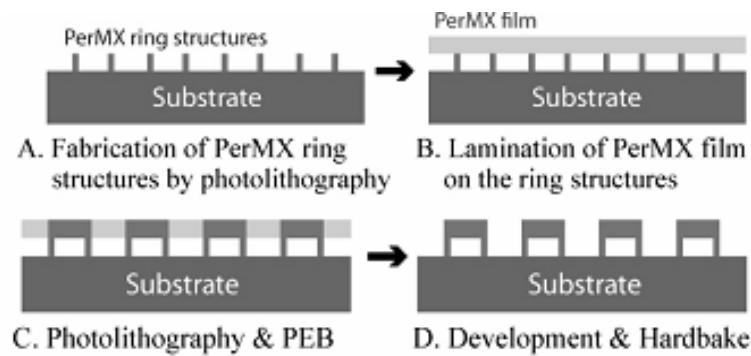 PerMX ring structures
Substrate
A. Fabrication of PerMX ring
structures by photolithography
PerMX film
Substrate
B. Lamination of PerMX film
on the ring structures
Substrate
C. Photolithography & PEB
Substrate
D. Development & Hardbake